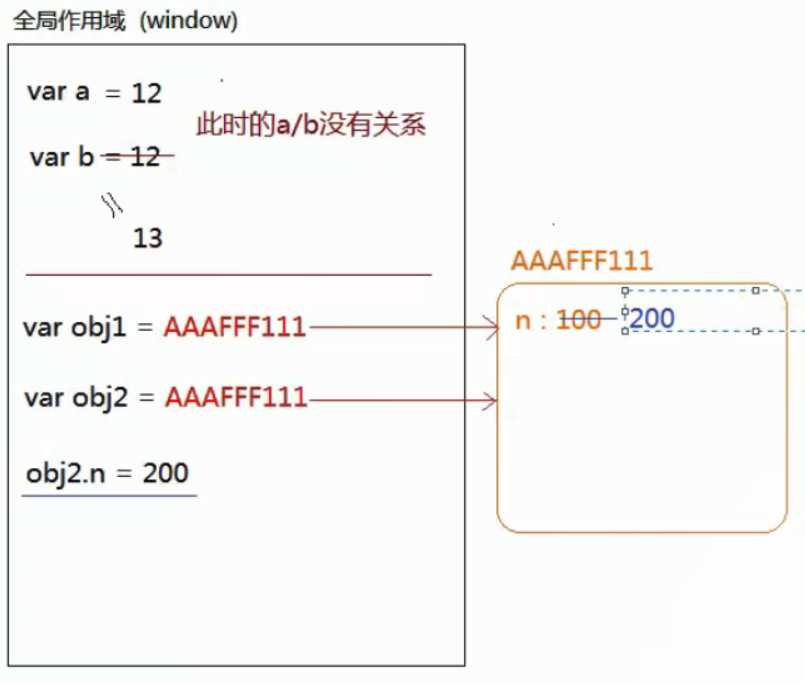 全局作用域 (window)
var a = 12
此时的a/b没有关系
var b = 12
13
AAAFFF111
n : 100 200
var obj1 = AAAFFF111
var obj2 = AAAFFF111
obj2.n = 200